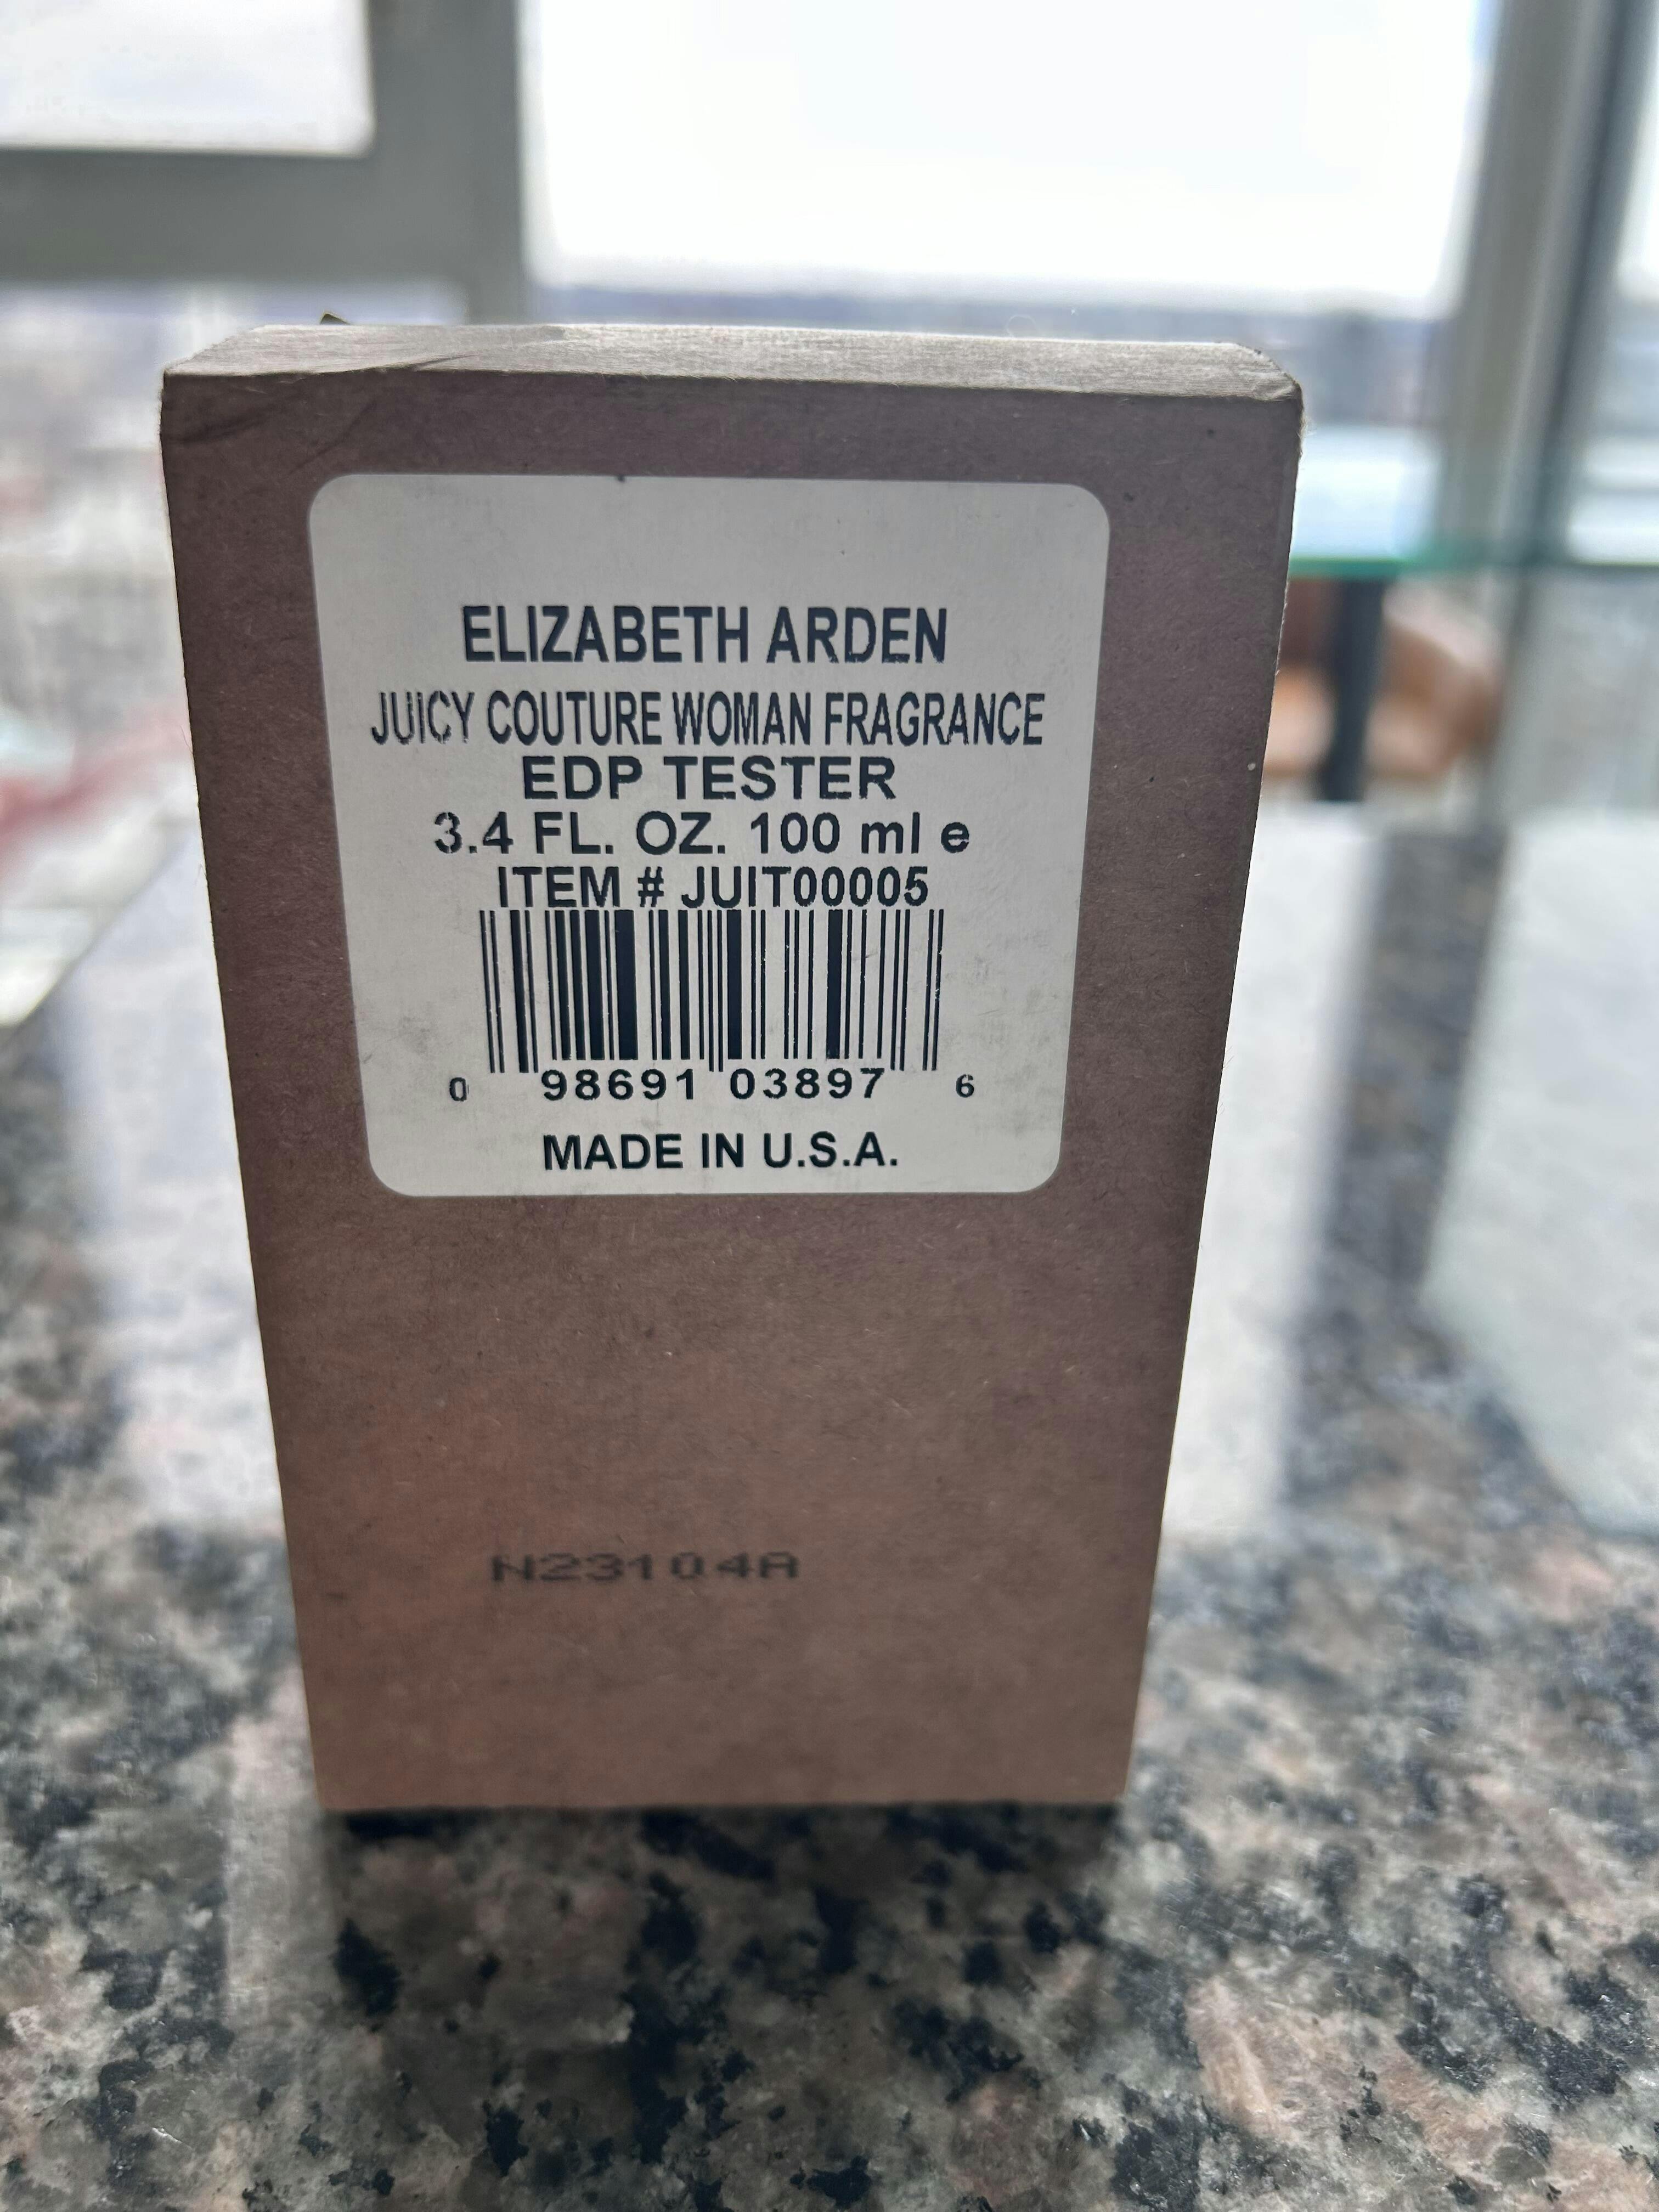 ELIZABETH ARDEN
JUICY COUTURE WOMAN FRAGRANCE
EDP TESTER
3.4 FL. OZ. 100 ml e
ITEM # JUIT00005
0 98691 03897 6
MADE IN U.S.A.
N23104A